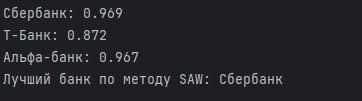 Сбербанк: 0.969
Т-Банк: 0.872
Альфа-банк: 0.967
Лучший банк по методу SAW: Сбербанк